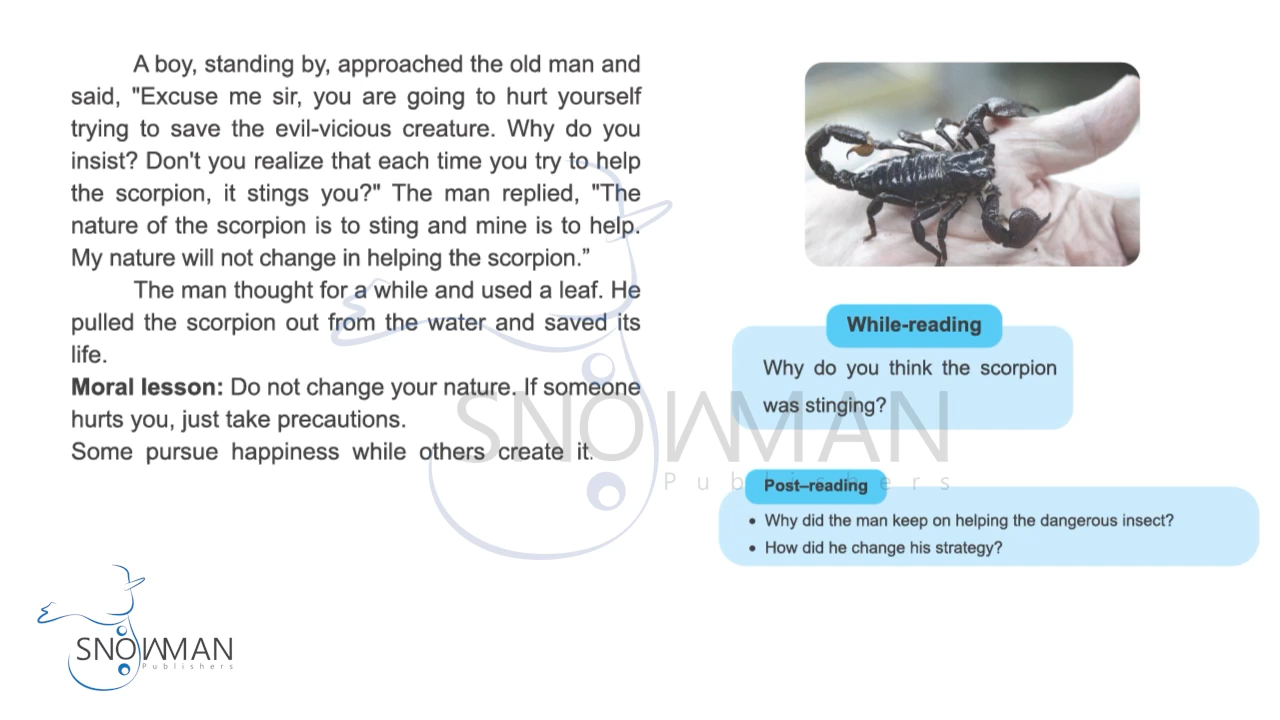 A boy, standing by, approached the old man and
said, "Excuse me sir, you are going to hurt yourself
trying to save the evil-vicious creature. Why do you
insist? Don't you realize that each time you try to help
the scorpion, it stings you?" The man replied, "The
nature of the scorpion is to sting and mine is to help.
My nature will not change in helping the scorpion.”
The man thought for a while and used a leaf. He
pulled the scorpion out from the water and saved its
life.
Moral lesson: Do not change your nature. If someone
hurts you, just take precautions.
Some pursue happiness while others create it.
While-reading
Why do you think the scorpion
was stinging?
Post–reading
• Why did the man keep on helping the dangerous insect?
• How did he change his strategy?
SNOWMAN
Publishers
SNOWMAN
Publishers